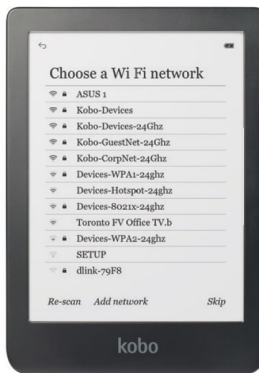 Choose a Wi Fi network
ASUS 1
Kobo-Devices
Kobo-Devices-24Ghz
Kobo-GuestNet-24Ghz
Kobo-CorpNet-24Ghz
Devices-WPA1-24ghz
Devices-Hotspot-24ghz
Devices-8021x-24ghz
Toronto FV Office TV.b
Devices-WPA2-24ghz
SETUP
dlink-79F8
Re-scan Add network Skip
kobo